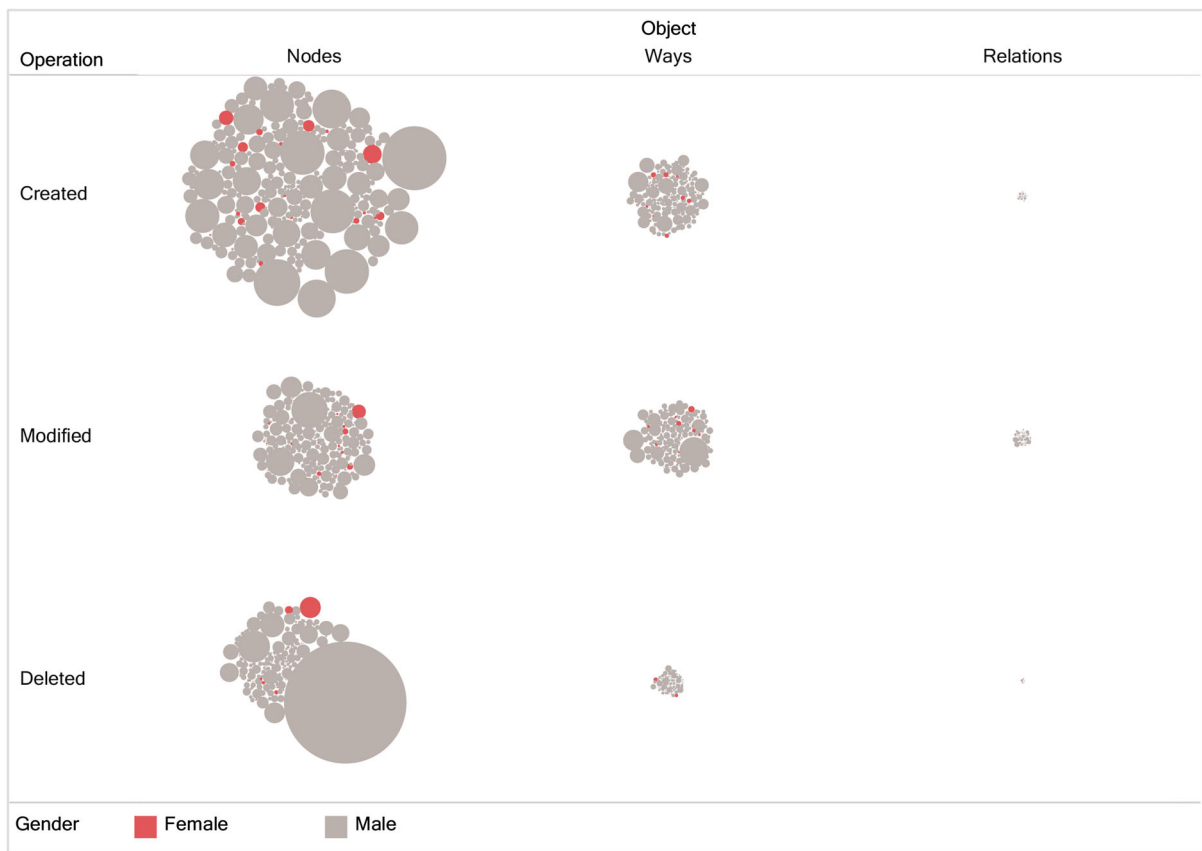 Object
Operation Nodes Ways Relations
Created
Modified
Deleted
Gender Female Male